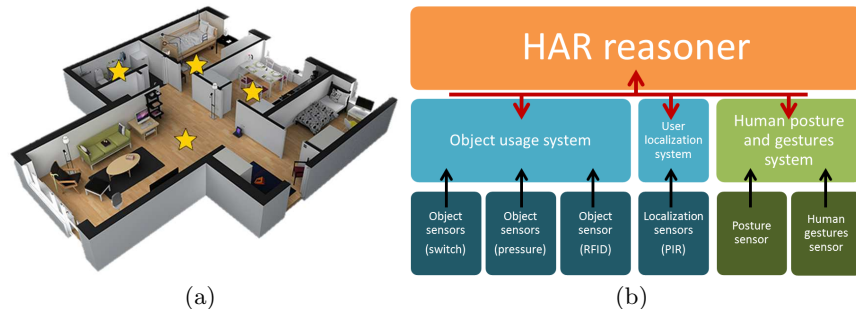 HAR reasoner
Object usage system
User
localization
system
Human posture
and gestures
system
Object
sensors
(switch)
Object
sensors
(pressure)
Object
sensor
(RFID)
Localization
sensors
(PIR)
Posture
sensor
Human
gestures
sensor
(a)
(b)